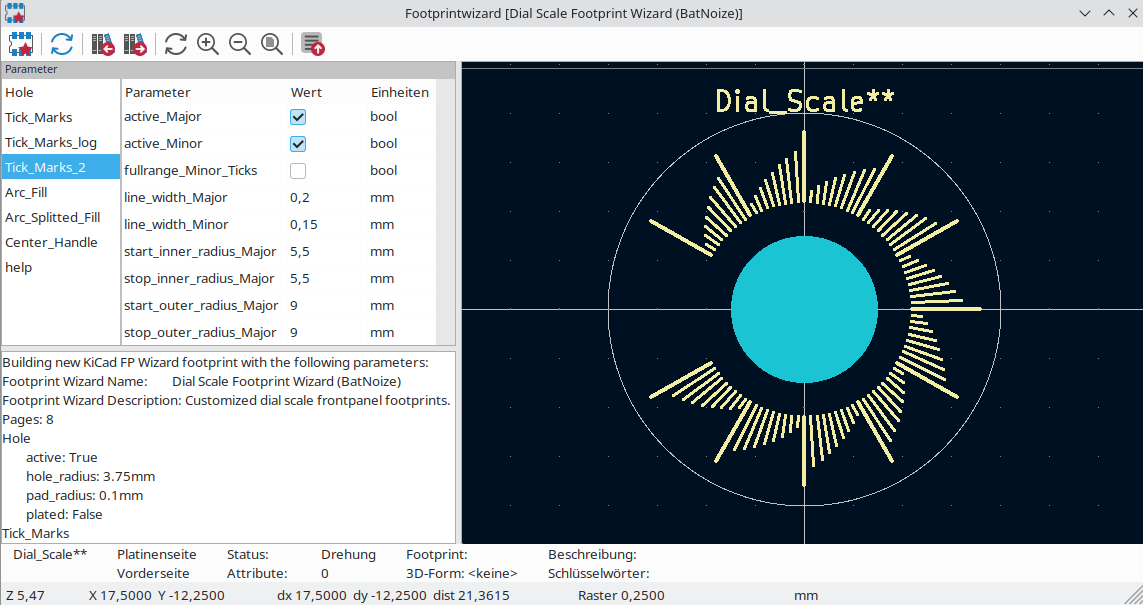 Footprintwizard [Dial Scale Footprint Wizard (BatNoize)]
Parameter
Hole
Tick_Marks
Tick_Marks_log
Tick_Marks_2
Arc_Fill
Arc_Splitted_Fill
Center_Handle
help
Parameter Wert Einheiten
active_Major bool
active_Minor bool
fullrange_Minor_Ticks bool
line_width_Major 0,2 mm
line_width_Minor 0,15 mm
start_inner_radius_Major 5,5 mm
stop_inner_radius_Major 5,5 mm
start_outer_radius_Major 9 mm
stop_outer_radius_Major 9 mm
Dial_Scale**
Building new KiCad FP Wizard footprint with the following parameters:
Footprint Wizard Name: Dial Scale Footprint Wizard (BatNoize)
Footprint Wizard Description: Customized dial scale frontpanel footprints.
Pages: 8
Hole
active: True
hole_radius: 3.75mm
pad_radius: 0.1mm
plated: False
Tick_Marks
Dial_Scale** Platinenseite Status: Drehung Footprint: Beschreibung:
Vorderseite Attribute: 0 3D-Form: <keine> Schlüsselwörter:
Z 5,47 X 17,5000 Y -12,2500 dx 17,5000 dy -12,2500 dist 21,3615 Raster 0,2500 mm